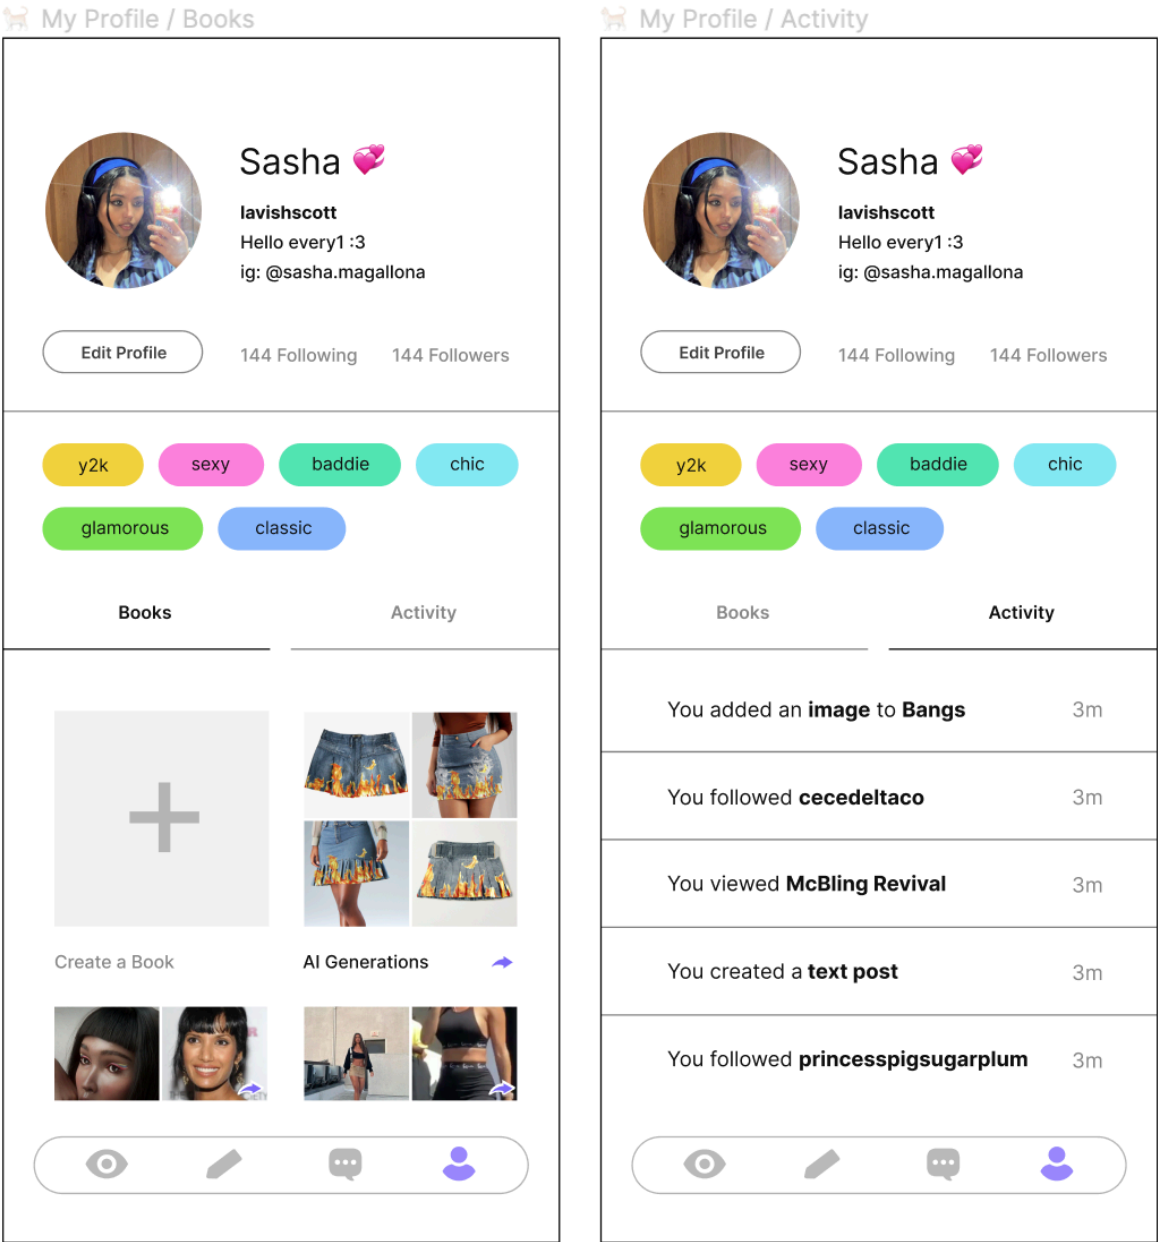 My Profile / Books
Sasha 💞
lavishscott
Hello every1 :3
ig: @sasha.magallona
Edit Profile
144 Following
144 Followers
y2k
sexy
baddie
chic
glamorous
classic
Books
Activity
Create a Book
AI Generations
My Profile / Activity
Sasha 💞
lavishscott
Hello every1 :3
ig: @sasha.magallona
Edit Profile
144 Following
144 Followers
y2k
sexy
baddie
chic
glamorous
classic
Books
Activity
You added an image to Bangs 3m
You followed cecedeltaco 3m
You viewed McBling Revival 3m
You created a text post 3m
You followed princesspigsugarplum 3m